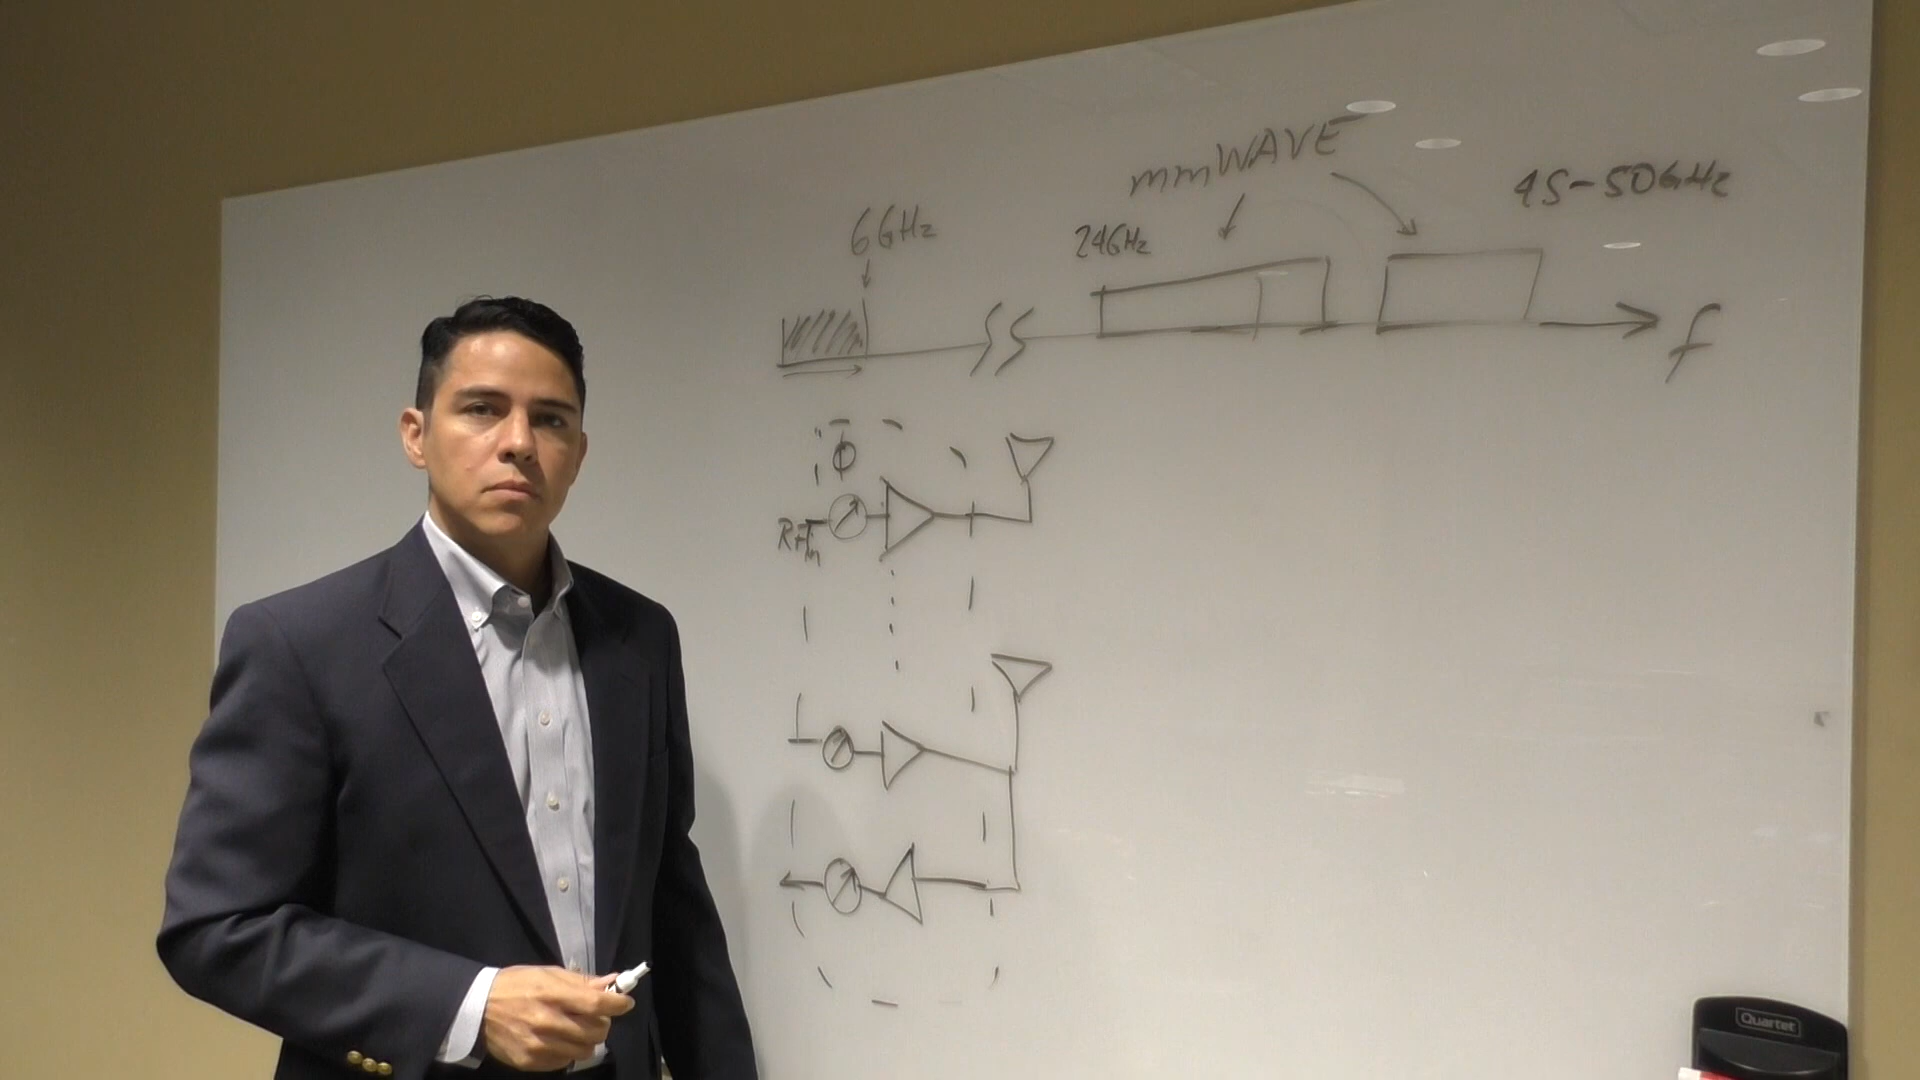 mmWAVE
45-50GHz
6GHz
24GHz
f
Φ
RFin
Quartet